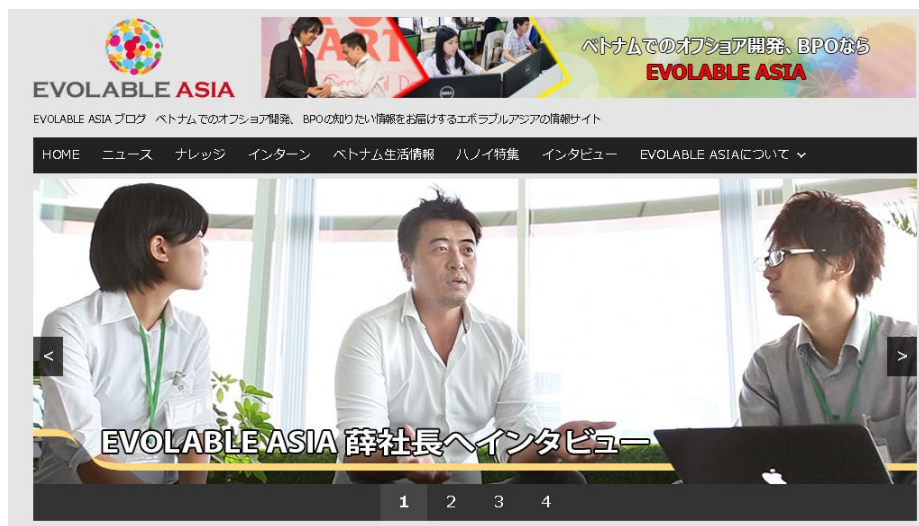 ベトナムでのオフショア開発、BPOなら
EVOLABLE ASIA
EVOLABLE ASIA
EVOLABLE ASIA ブログ ベトナムでのオフショア開発、 BPOの知りたい情報をお届けするエボラブルアジアの情報サイト
HOME ニュース ナレッジ インターン ベトナム生活情報 ハノイ特集 インタビュー EVOLABLE ASIAについて
<
>
EVOLABLE ASIA 薛社長へインタビュー
1 2 3 4